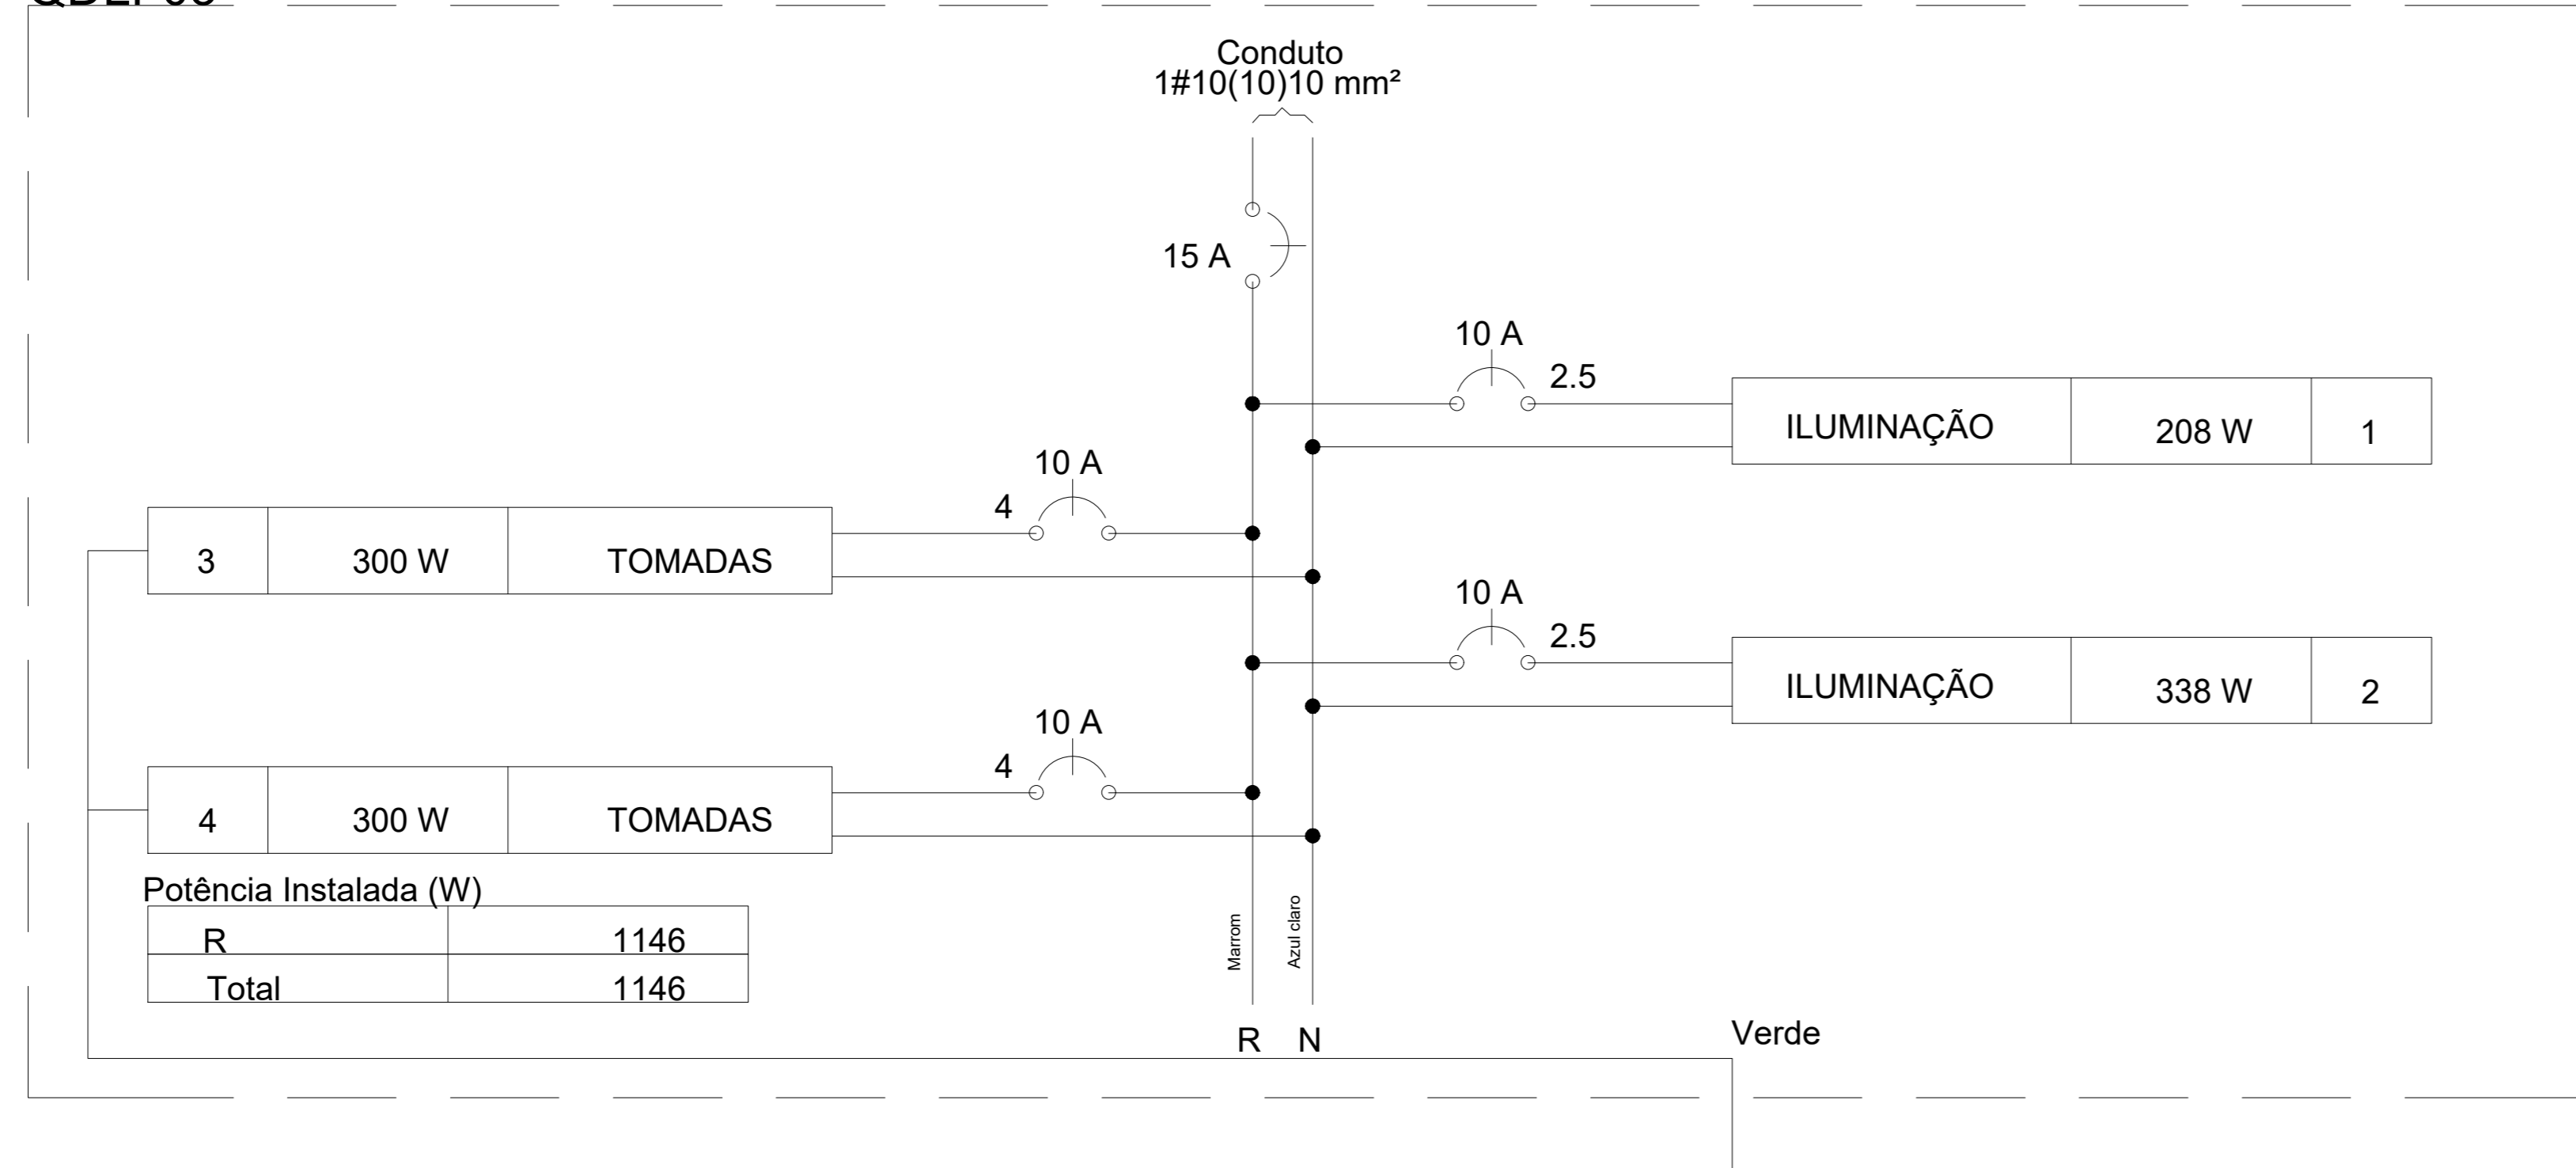 Conduto
1#10(10)10 mm²
15 A
10 A
2.5
ILUMINAÇÃO 208 W 1
10 A
4
3 300 W TOMADAS
10 A
2.5
ILUMINAÇÃO 338 W 2
10 A
4
4 300 W TOMADAS
Potência Instalada (W)
R 1146
Total 1146
Marrom
Azul claro
R N
Verde